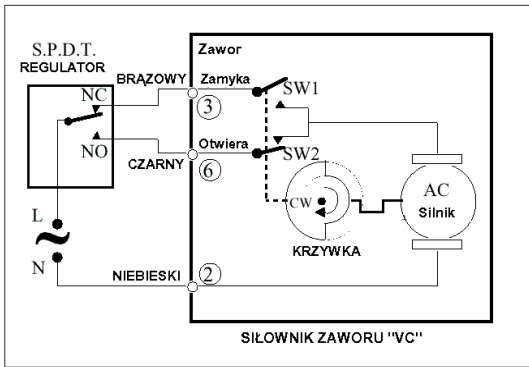 S.P.D.T.
REGULATOR
NC
NO
L
N
BRĄZOWY
CZARNY
NIEBIESKI
Zawor
Zamyka
3
SW1
Otwiera
6
SW2
CW
KRZYWKA
AC
Silnik
2
SIŁOWNIK ZAWORU "VC"